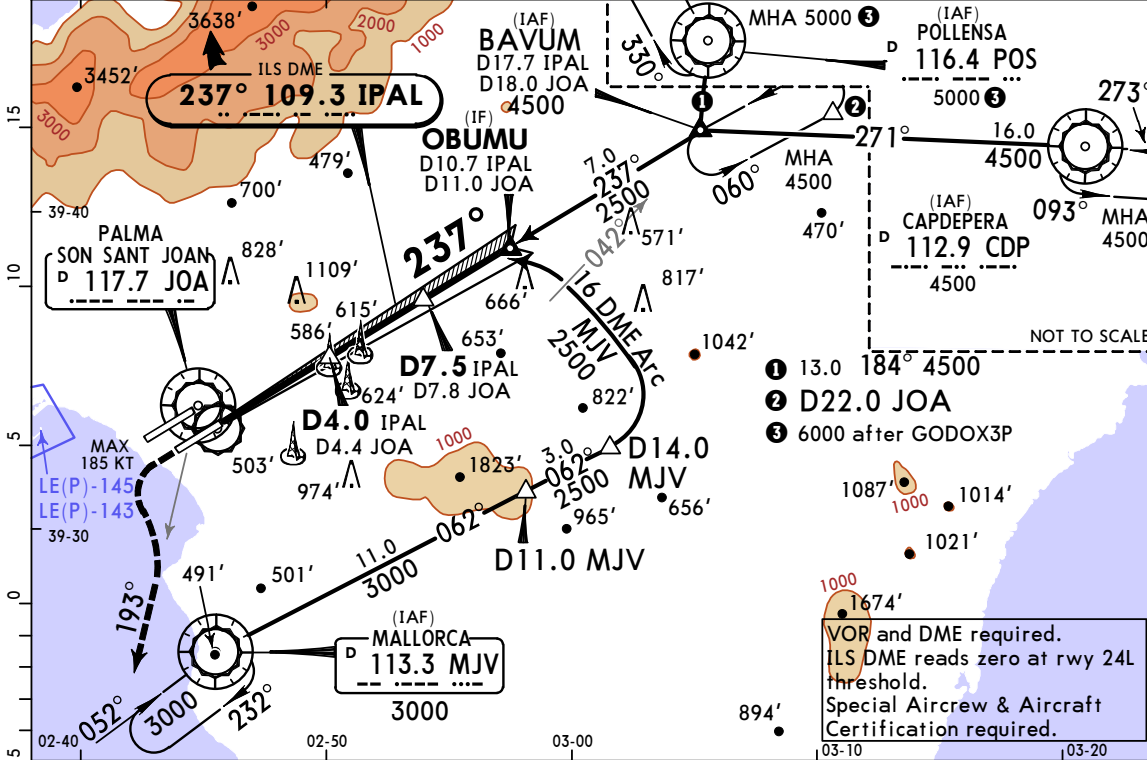 3638’
3000
2000
1000
3452’
3000
ILS DME
237° 109.3 IPAL
(IAF)
BAVUM
D17.7 IPAL
D18.0 JOA
4500
330°
MHA 5000 3
(IAF)
POLLENSA
D 116.4 POS
5000 3
273°
1
2
271°
16.0
4500
093°
MHA
4500
MHA
4500
060°
7.0
237°
2500
(IF)
OBUMU
D10.7 IPAL
D11.0 JOA
479’
700’
15
39-40
PALMA
SON SANT JOAN
D 117.7 JOA
828’
1109’
237°
042°
571’
470’
(IAF)
CAPDEPERA
D 112.9 CDP
4500
10
817’
666’
16 DME Arc
MJV
2500
615’
586’
653’
1042’
NOT TO SCALE
D7.5 IPAL
D7.8 JOA
624’
822’
1 13.0 184° 4500
2 D22.0 JOA
3 6000 after GODOX3P
D4.0 IPAL
D4.4 JOA
MAX
185 KT
503’
5
LE(P)-145
LE(P)-143
974’
1000
1823’
3.0
062°
2500
D14.0
MJV
656’
965’
1087’
1000
1014’
1021’
39-30
062°
D11.0 MJV
11.0
3000
491’
501’
0
193°
(IAF)
MALLORCA
D 113.3 MJV
3000
1000
1674’
VOR and DME required.
ILS DME reads zero at rwy 24L
threshold.
Special Aircrew & Aircraft
Certification required.
052°
3000
232°
894’
5
02-40
02-50
03-00
03-10
03-20